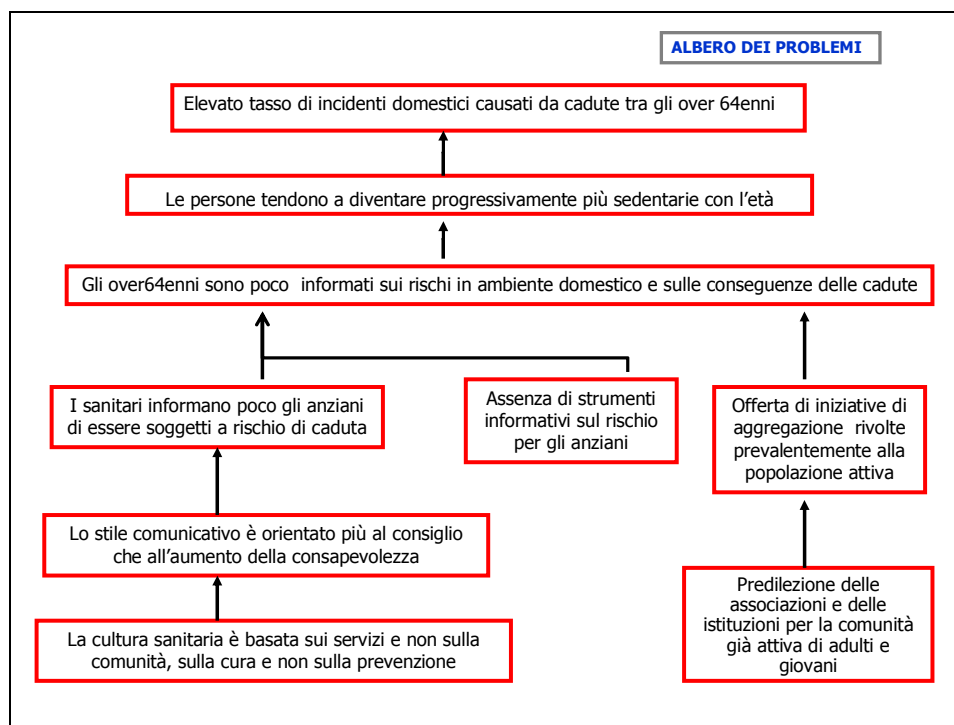 ALBERO DEI PROBLEMI
Elevato tasso di incidenti domestici causati da cadute tra gli over 64enni
Le persone tendono a diventare progressivamente più sedentarie con l'età
Gli over64enni sono poco informati sui rischi in ambiente domestico e sulle conseguenze delle cadute
I sanitari informano poco gli anziani
di essere soggetti a rischio di caduta
Assenza di strumenti
informativi sul rischio
per gli anziani
Offerta di iniziative di
aggregazione rivolte
prevalentemente alla
popolazione attiva
Lo stile comunicativo è orientato più al consiglio
che all'aumento della consapevolezza
Predilezione delle
associazioni e delle
istituzioni per la comunità
già attiva di adulti e
giovani
La cultura sanitaria è basata sui servizi e non sulla
comunità, sulla cura e non sulla prevenzione